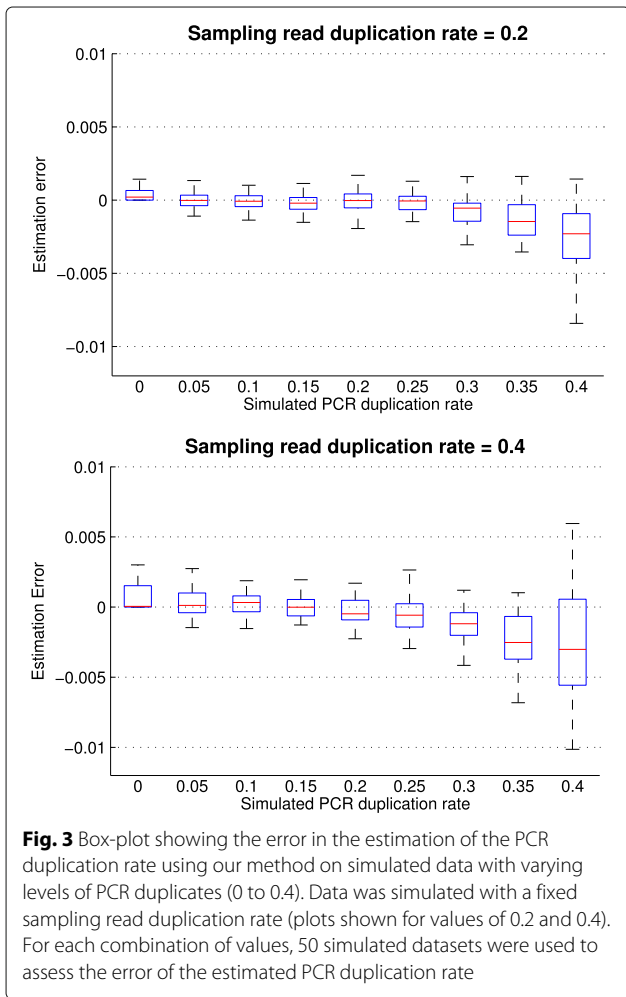 Sampling read duplication rate = 0.2
0.01
0.005
0
−0.005
−0.01
Estimation error
0 0.05 0.1 0.15 0.2 0.25 0.3 0.35 0.4
Simulated PCR duplication rate
Sampling read duplication rate = 0.4
0.01
0.005
0
−0.005
−0.01
Estimation Error
0 0.05 0.1 0.15 0.2 0.25 0.3 0.35 0.4
Simulated PCR duplication rate
Fig. 3 Box-plot showing the error in the estimation of the PCR
duplication rate using our method on simulated data with varying
levels of PCR duplicates (0 to 0.4). Data was simulated with a fixed
sampling read duplication rate (plots shown for values of 0.2 and 0.4).
For each combination of values, 50 simulated datasets were used to
assess the error of the estimated PCR duplication rate